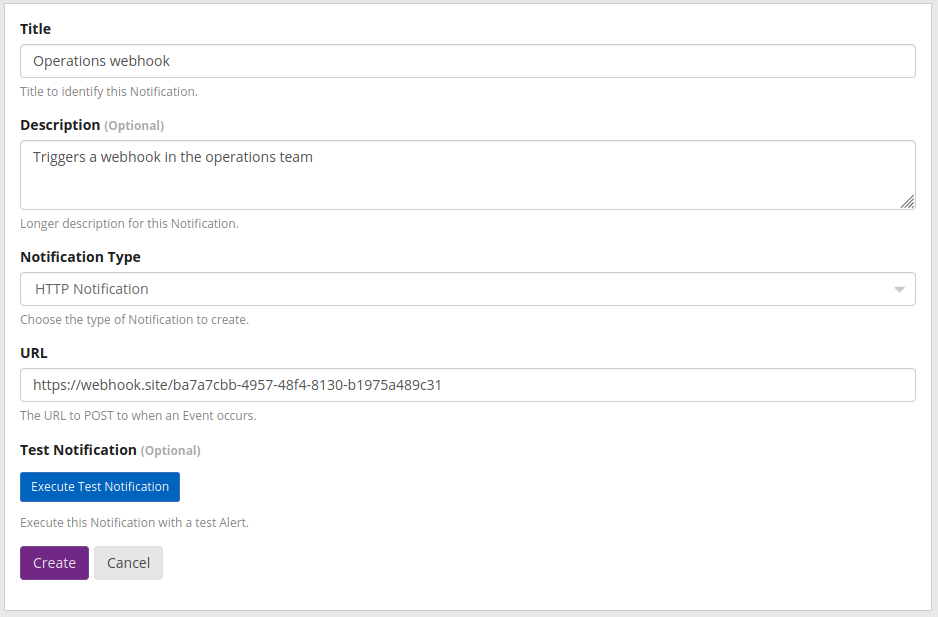 Title
Operations webhook
Title to identify this Notification.
Description (Optional)
Triggers a webhook in the operations team
Longer description for this Notification.
Notification Type
HTTP Notification
Choose the type of Notification to create.
URL
https://webhook.site/ba7a7cbb-4957-48f4-8130-b1975a489c31
The URL to POST to when an Event occurs.
Test Notification (Optional)
Execute Test Notification
Execute this Notification with a test Alert.
Create Cancel